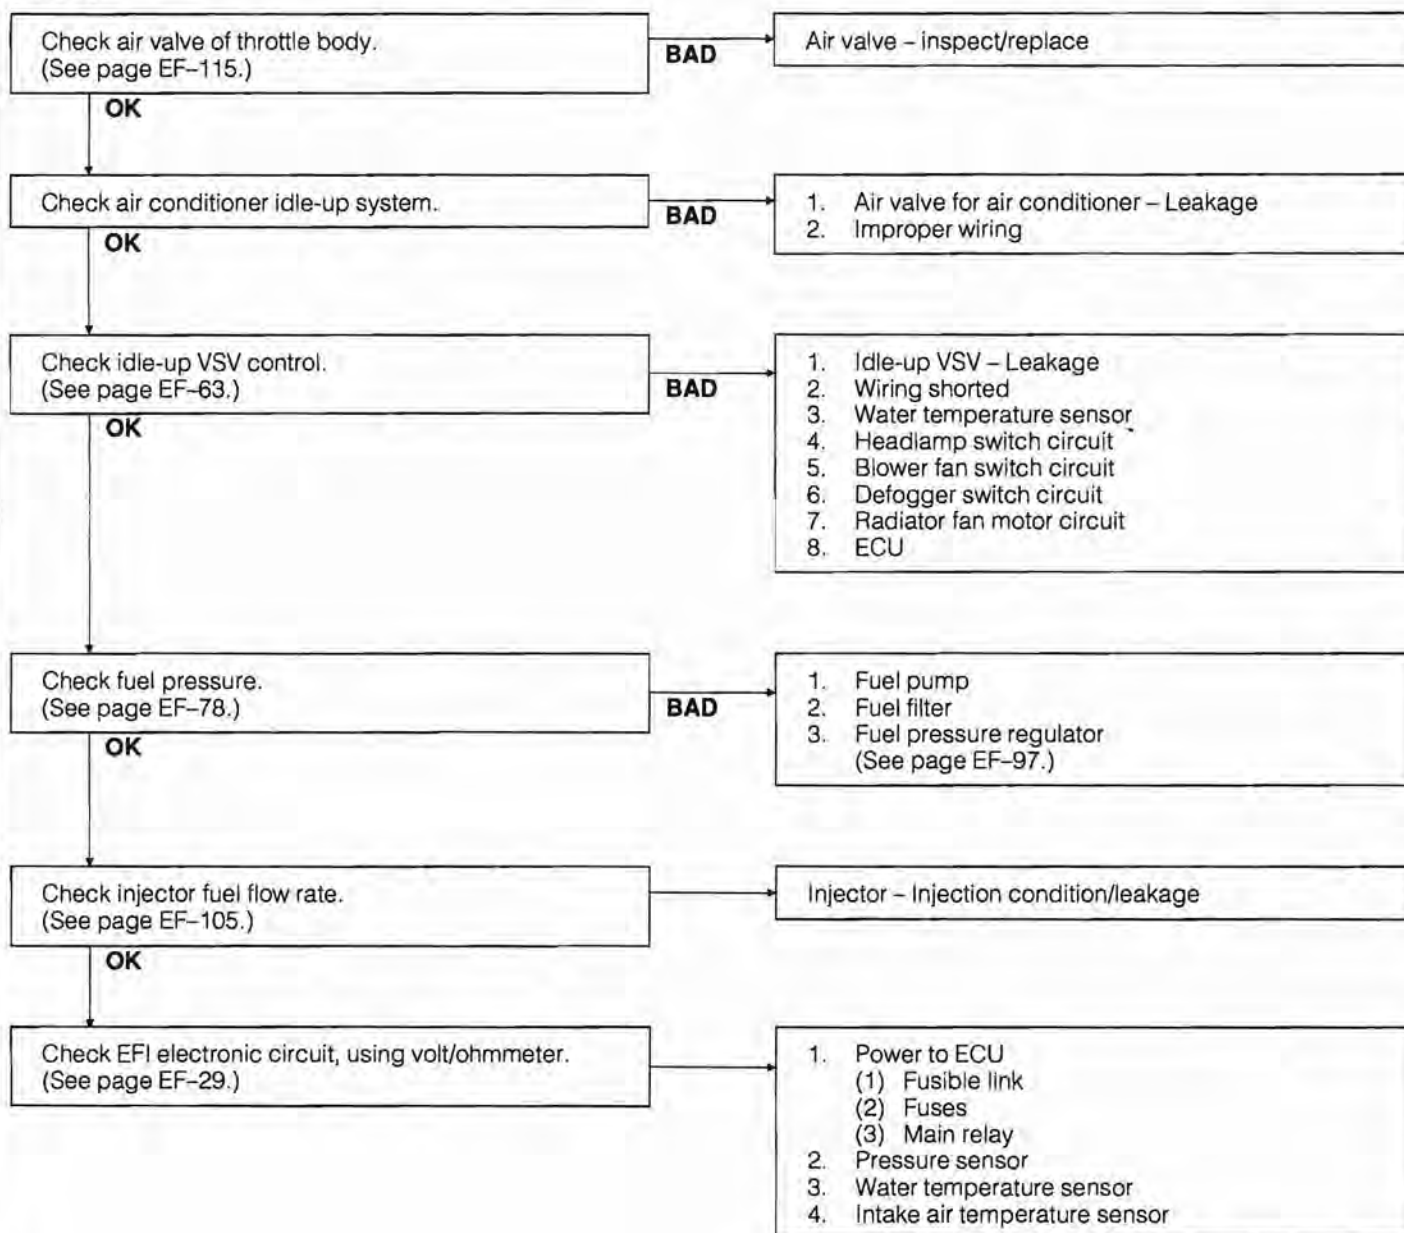 Check air valve of throttle body.
(See page EF–115.)
BAD
Air valve – inspect/replace
OK
Check air conditioner idle-up system.
BAD
1. Air valve for air conditioner – Leakage
2. Improper wiring
OK
Check idle-up VSV control.
(See page EF–63.)
BAD
1. Idle-up VSV – Leakage
2. Wiring shorted
3. Water temperature sensor
4. Headlamp switch circuit
5. Blower fan switch circuit
6. Defogger switch circuit
7. Radiator fan motor circuit
8. ECU
OK
Check fuel pressure.
(See page EF–78.)
BAD
1. Fuel pump
2. Fuel filter
3. Fuel pressure regulator
(See page EF–97.)
OK
Check injector fuel flow rate.
(See page EF–105.)
Injector – Injection condition/leakage
OK
Check EFI electronic circuit, using volt/ohmmeter.
(See page EF–29.)
1. Power to ECU
(1) Fusible link
(2) Fuses
(3) Main relay
2. Pressure sensor
3. Water temperature sensor
4. Intake air temperature sensor